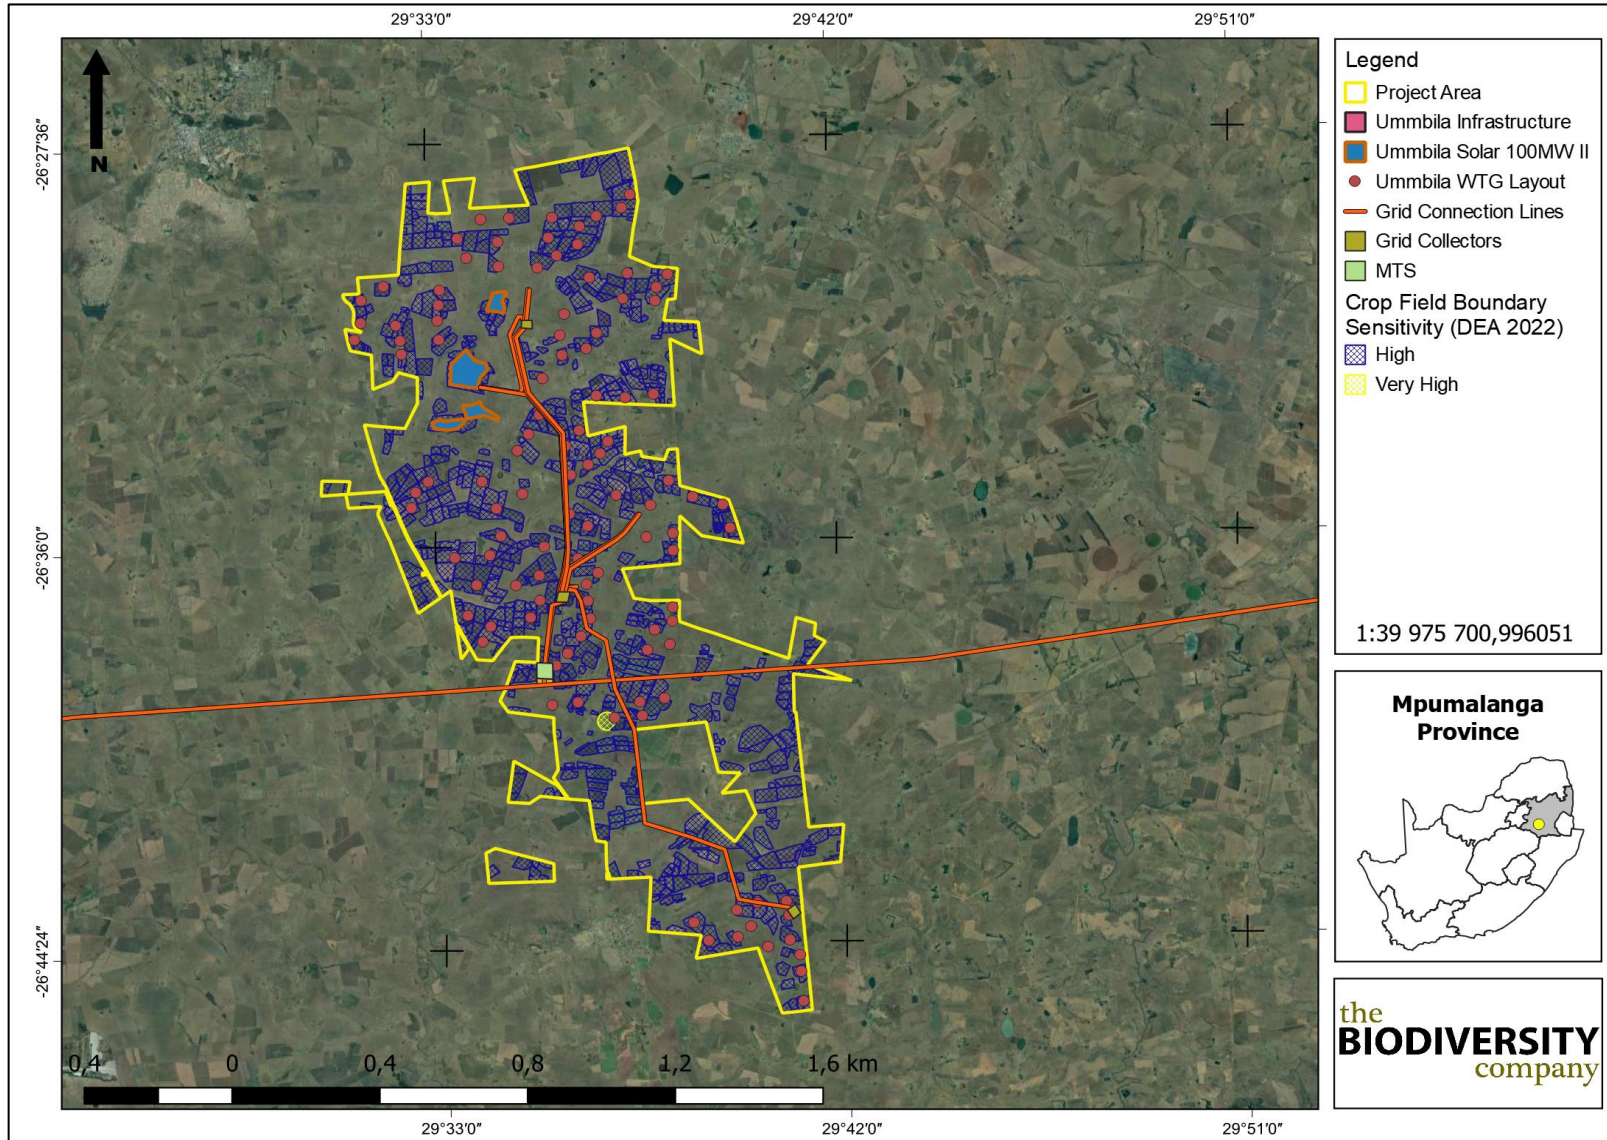 29°33′0″
29°42′0″
29°51′0″
-26°27′36″
-26°36′0″
-26°44′24″
N
0,4
0
0,4
0,8
1,2
1,6 km
29°33′0″
29°42′0″
29°51′0″
Legend
Project Area
Ummbila Infrastructure
Ummbila Solar 100MW II
Ummbila WTG Layout
Grid Connection Lines
Grid Collectors
MTS
Crop Field Boundary
Sensitivity (DEA 2022)
High
Very High
1:39 975 700,996051
Mpumalanga
Province
the
BIODIVERSITY
company